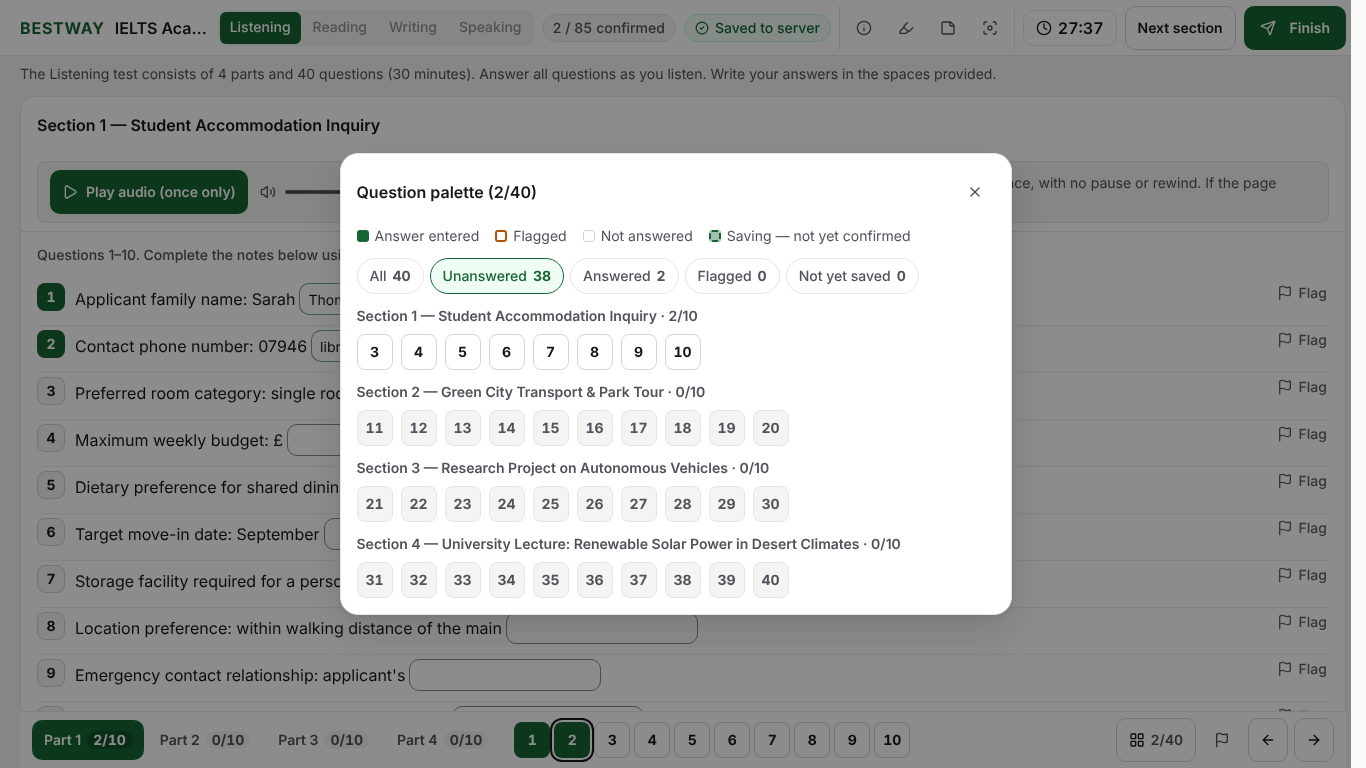 BESTWAY IELTS Aca... Listening Reading Writing Speaking 2 / 85 confirmed Saved to server 27:37 Next section Finish
The Listening test consists of 4 parts and 40 questions (30 minutes). Answer all questions as you listen. Write your answers in the spaces provided.
Section 1 — Student Accommodation Inquiry
Play audio (once only)
, with no pause or rewind. If the page
Question palette (2/40)
Answer entered Flagged Not answered Saving — not yet confirmed
All 40 Unanswered 38 Answered 2 Flagged 0 Not yet saved 0
Section 1 — Student Accommodation Inquiry · 2/10
3 4 5 6 7 8 9 10
Section 2 — Green City Transport & Park Tour · 0/10
11 12 13 14 15 16 17 18 19 20
Section 3 — Research Project on Autonomous Vehicles · 0/10
21 22 23 24 25 26 27 28 29 30
Section 4 — University Lecture: Renewable Solar Power in Desert Climates · 0/10
31 32 33 34 35 36 37 38 39 40
Questions 1–10. Complete the notes below
1 Applicant family name: Sarah Flag
2 Contact phone number: 07946 Flag
3 Preferred room category: single Flag
4 Maximum weekly budget: £ Flag
5 Dietary preference for shared Flag
6 Target move-in date: September Flag
7 Storage facility required for a Flag
8 Location preference: within walking distance of the main Flag
9 Emergency contact relationship: applicant's Flag
Part 1 2/10 Part 2 0/10 Part 3 0/10 Part 4 0/10 1 2 3 4 5 6 7 8 9 10 2/40